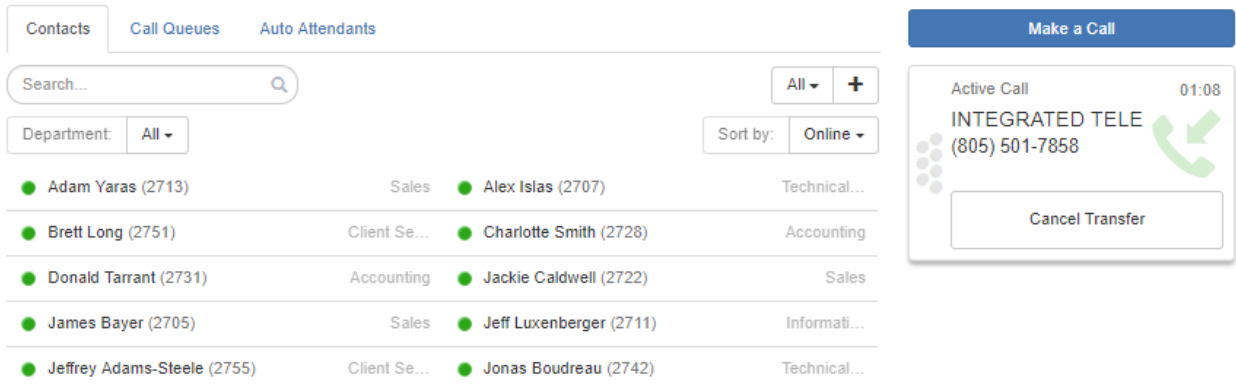 Contacts Call Queues Auto Attendants
Make a Call
Search...
All +
Department: All
Sort by: Online
Active Call 01:08
INTEGRATED TELE
(805) 501-7858
Cancel Transfer
Adam Yaras (2713) Sales Alex Islas (2707) Technical...
Brett Long (2751) Client Se... Charlotte Smith (2728) Accounting
Donald Tarrant (2731) Accounting Jackie Caldwell (2722) Sales
James Bayer (2705) Sales Jeff Luxenberger (2711) Informati...
Jeffrey Adams-Steele (2755) Client Se... Jonas Boudreau (2742) Technical...